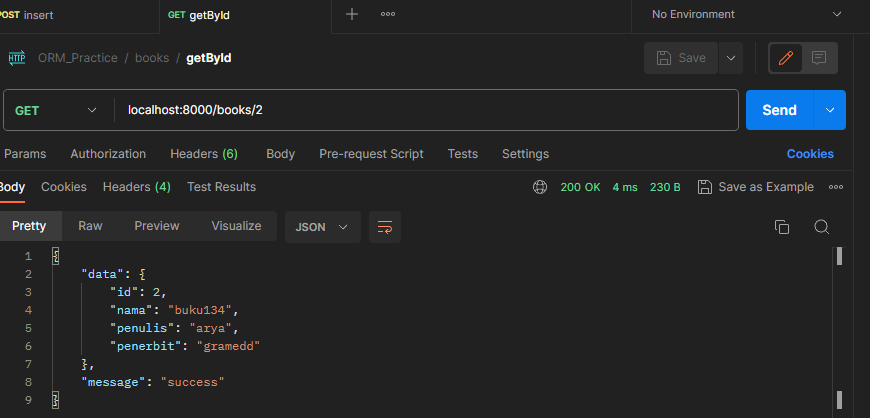 POST insert GET getById + ooo No Environment
HTTP ORM_Practice / books / getById Save
GET localhost:8000/books/2 Send
Params Authorization Headers (6) Body Pre-request Script Tests Settings Cookies
Body Cookies Headers (4) Test Results 200 OK 4 ms 230 B Save as Example ooo
Pretty Raw Preview Visualize JSON
1 {
2 "data": {
3 "id": 2,
4 "nama": "buku134",
5 "penulis": "arya",
6 "penerbit": "gramedd"
7 },
8 "message": "success"
9 }